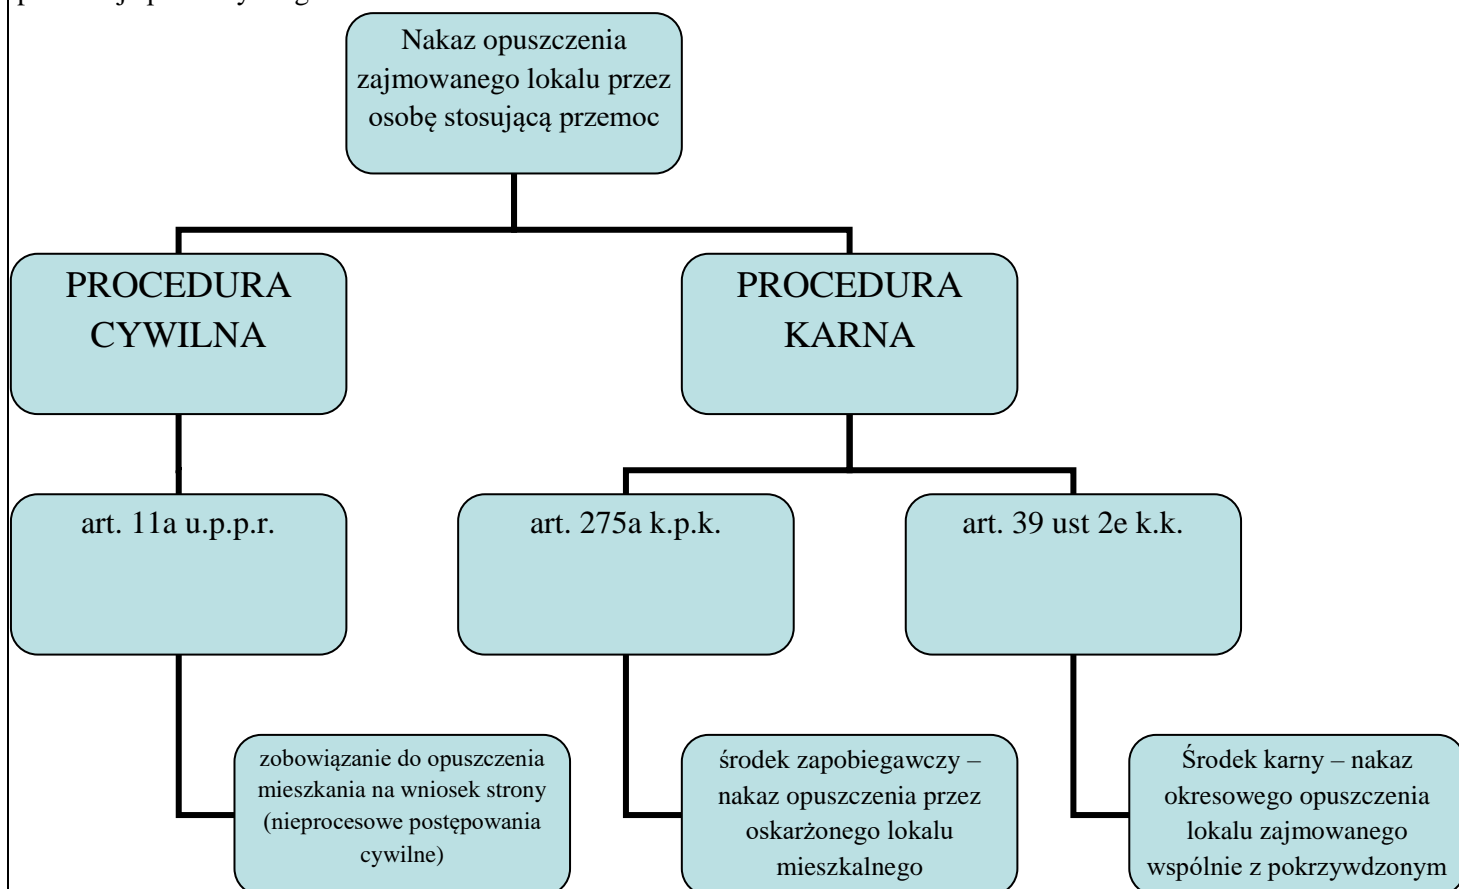 Nakaz opuszczenia
zajmowanego lokalu przez
osobę stosującą przemoc
PROCEDURA
CYWILNA
PROCEDURA
KARNA
art. 11a u.p.p.r.
art. 275a k.p.k.
art. 39 ust 2e k.k.
zobowiązanie do opuszczenia
mieszkania na wniosek strony
(nieprocesowe postępowania
cywilne)
środek zapobiegawczy –
nakaz opuszczenia przez
oskarżonego lokalu
mieszkalnego
Środek karny – nakaz
okresowego opuszczenia
lokalu zajmowanego
wspólnie z pokrzywdzonym